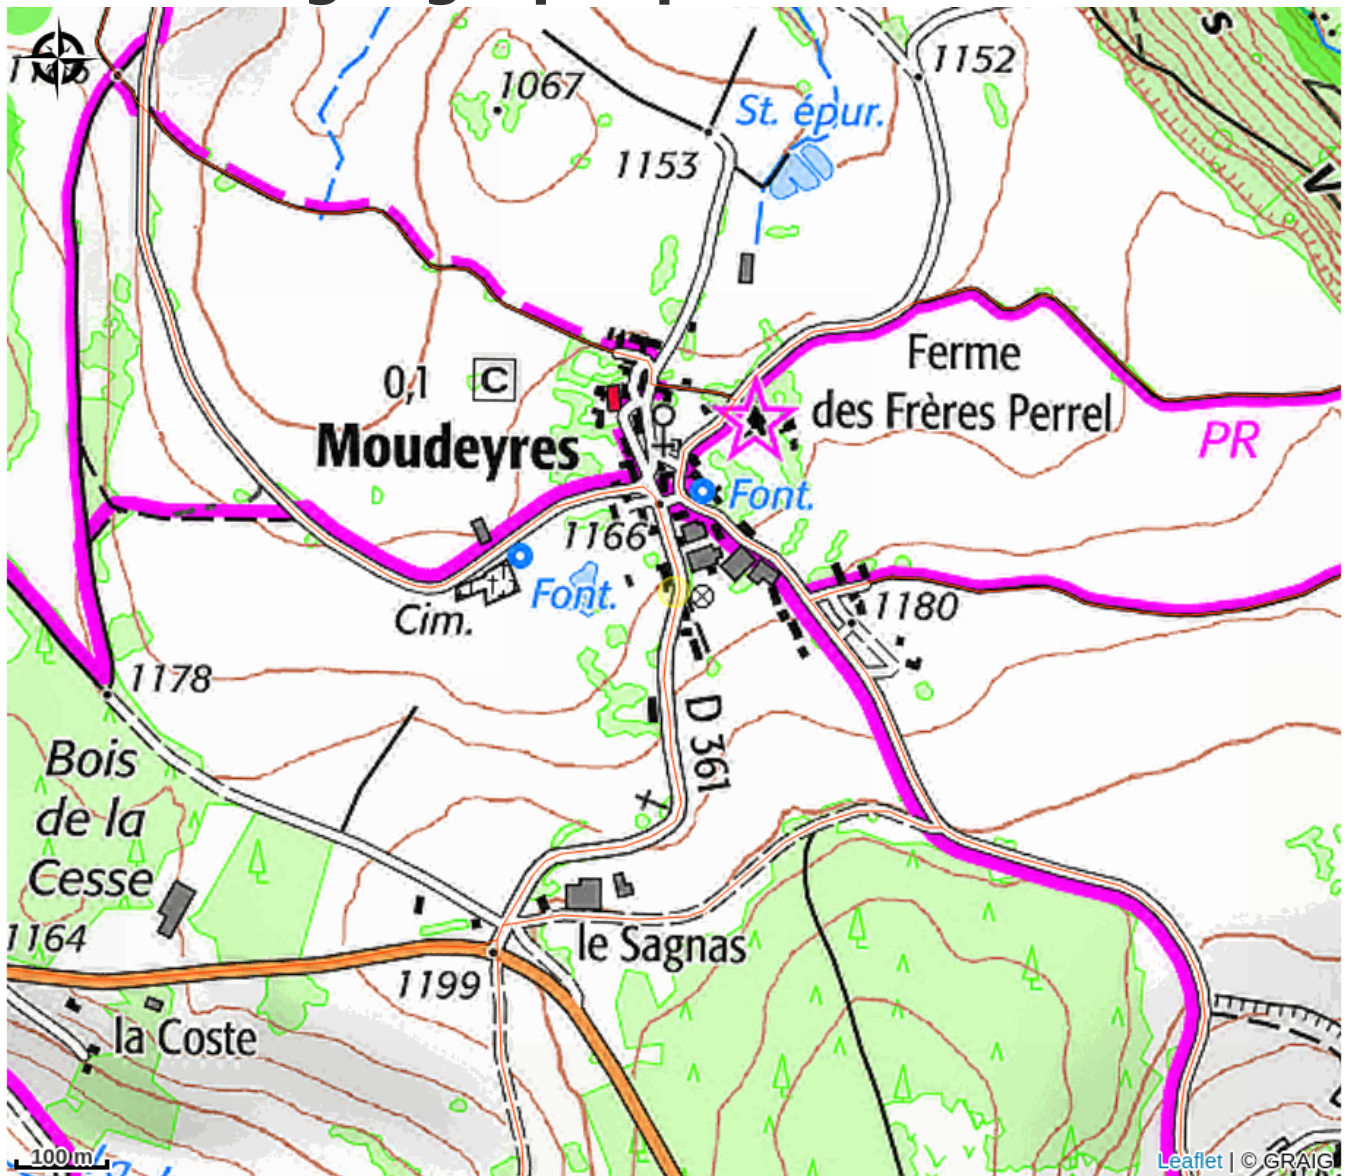 1152
1067
St. épur.
1153
Ferme
des Frères Perrel
0,1
C
Moudeyres
PR
Font.
1166
Font.
Cim.
1180
1178
D 361
Bois
de la
Cesse
1164
le Sagnas
1199
la Coste
100 m
Leaflet | © GRAIG